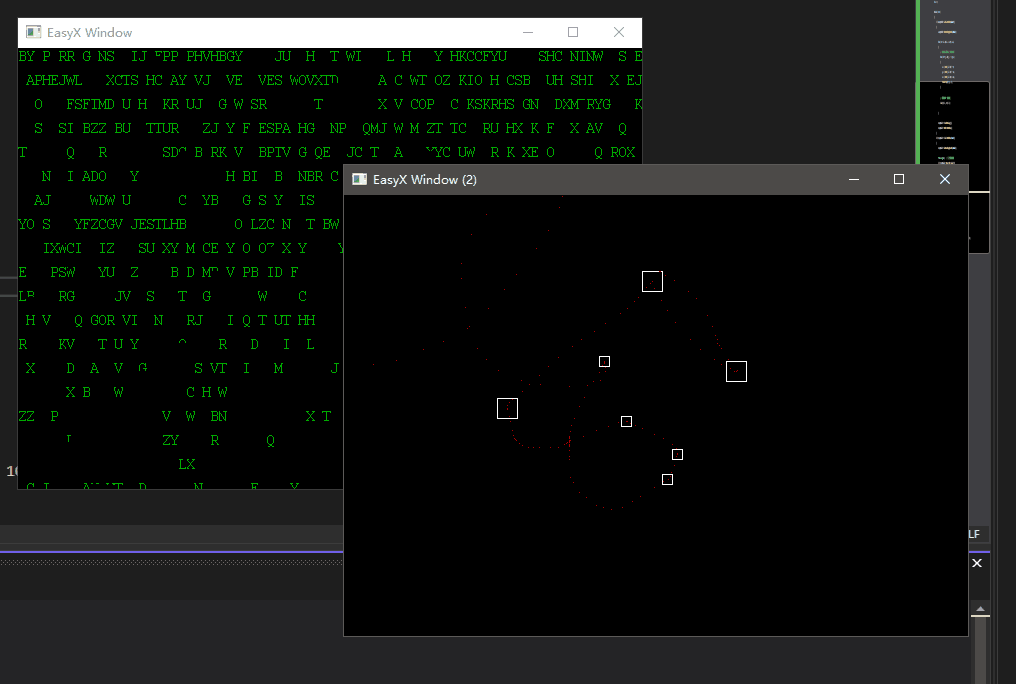 EasyX Window
BY P RR G NS IJ FPP PHVHBGY JU H T WI L H Y HKCCFYU SHC NINW S E
APHEJWL XCTS HC AY VJ VE VES WOVXTD A C WT OZ KIO H CSB UH SHI X EJ
O FSFTMD U H KR UJ G W SR T X V COP C KSKRHS GN DXM RYG K
S SI BZZ BU TTUR ZJ Y F ESPA HG NP QMJ W M ZT TC RU HX K F X AV Q
T Q R SD B RK V BPTV G QE JC T A YC UW R K XE O Q ROX
N I ADO Y H BI B NBR C
EasyX Window (2)
AJ WDW U C YB G S Y IS
YO S YFZCGV JESTLHB O LZC N T BW
IXWCI IZ SU XY M CE Y O O X Y
E PSW YU Z B D M V PB ID F
L RG JV S T G W C
H V Q GOR VI N RJ I Q T UT HH
R KV T U Y R D I L
X D A V G S VT I M J
X B W C H W
ZZ P V W BN X T
ZY R Q
LX
LF